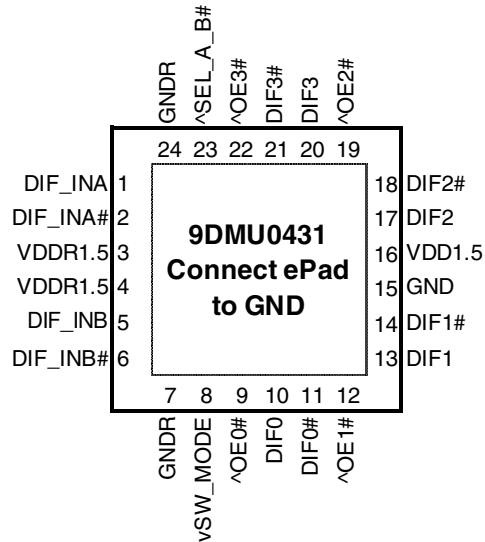 GNDR
^SEL_A_B#
^OE3#
DIF3#
DIF3
^OE2#
24 23 22 21 20 19
DIF_INA 1
DIF_INA# 2
VDDR1.5 3
VDDR1.5 4
DIF_INB 5
DIF_INB# 6
9DMU0431
Connect ePad
to GND
18 DIF2#
17 DIF2
16 VDD1.5
15 GND
14 DIF1#
13 DIF1
7 8 9 10 11 12
GNDR
vSW_MODE
^OE0#
DIF0
DIF0#
^OE1#